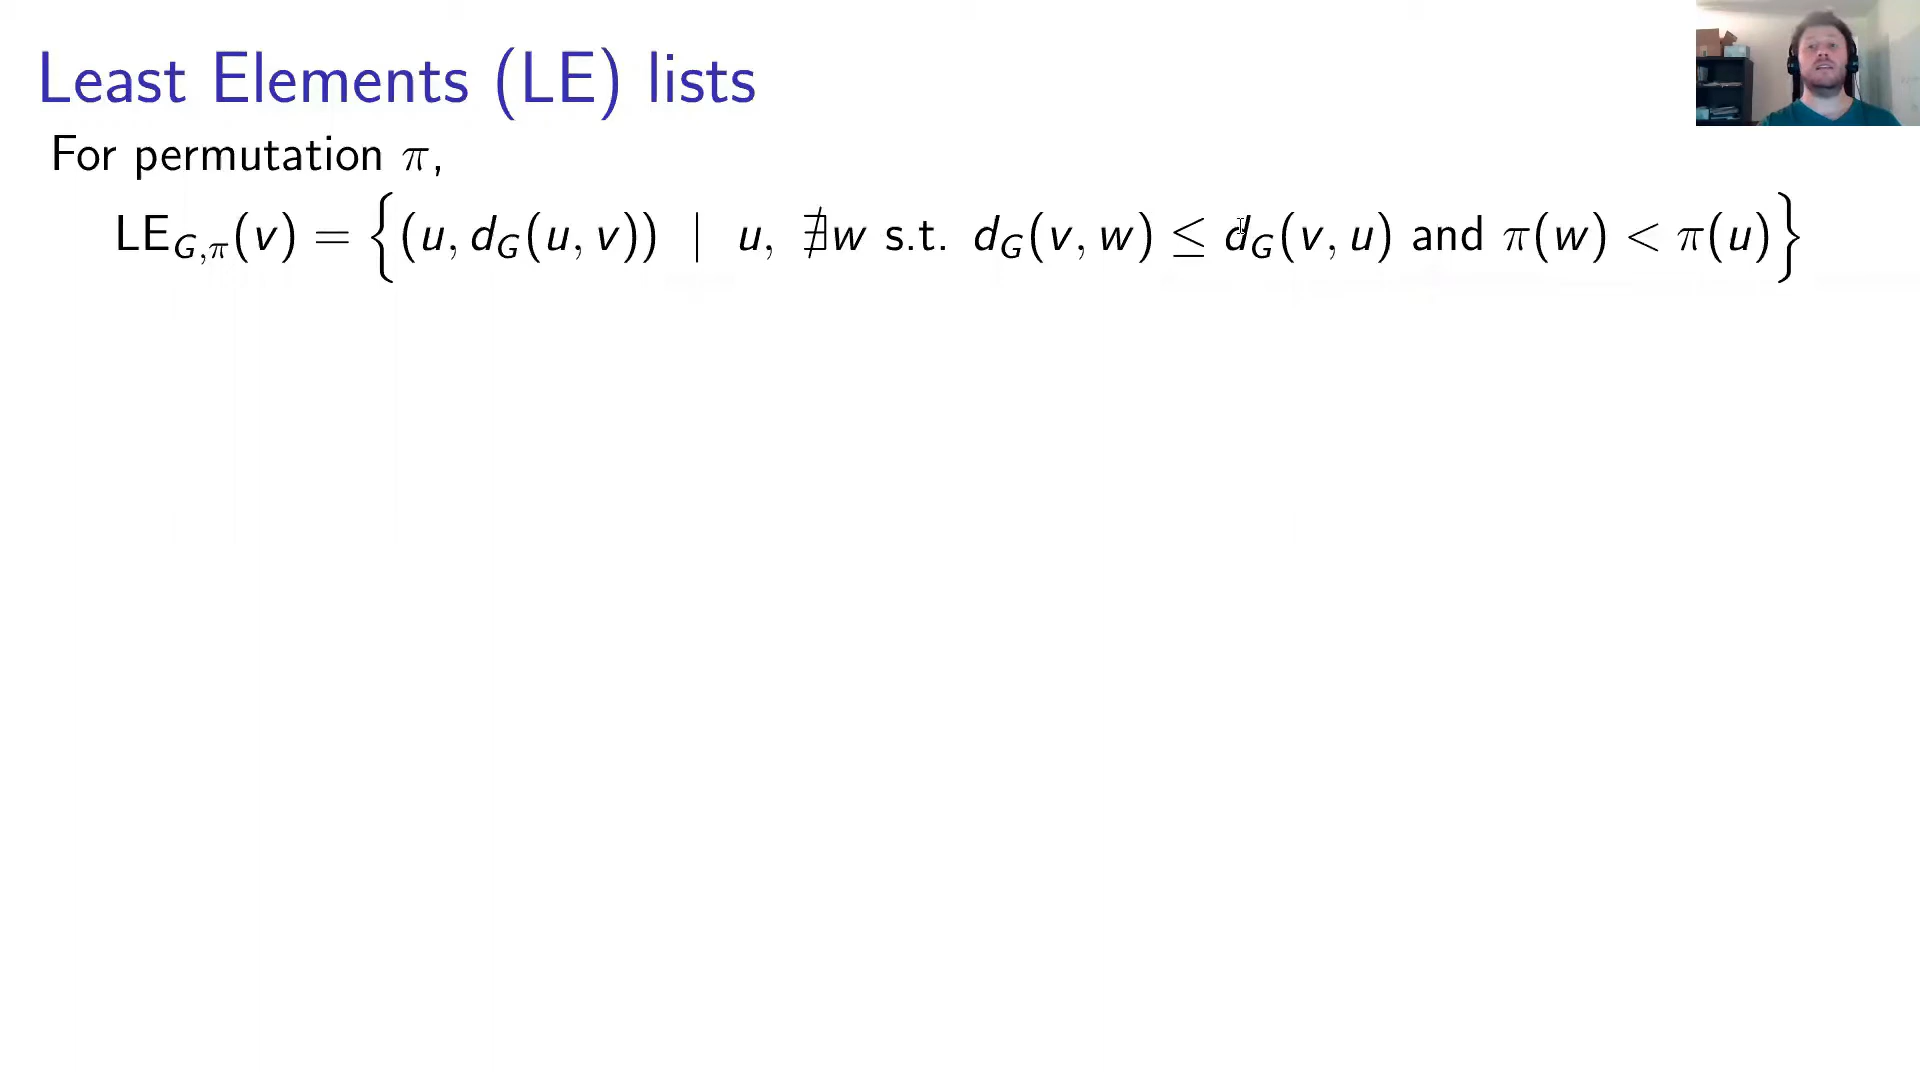 Least Elements (LE) lists
For permutation π,
LE_{G,π}(v) = {(u, d_G(u, v)) | u, ∄w s.t. d_G(v, w) ≤ d_G(v, u) and π(w) < π(u)}